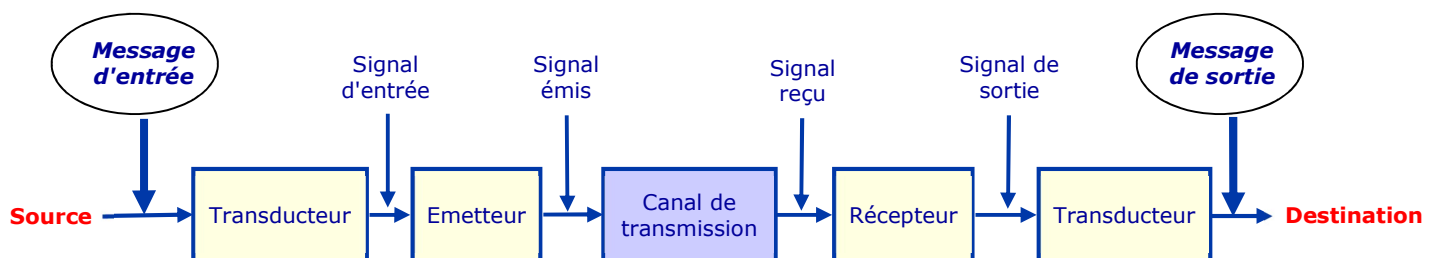 Message
d'entrée
Signal
d'entrée
Signal
émis
Signal
reçu
Signal de
sortie
Message
de sortie
Source
Transducteur
Emetteur
Canal de
transmission
Récepteur
Transducteur
Destination